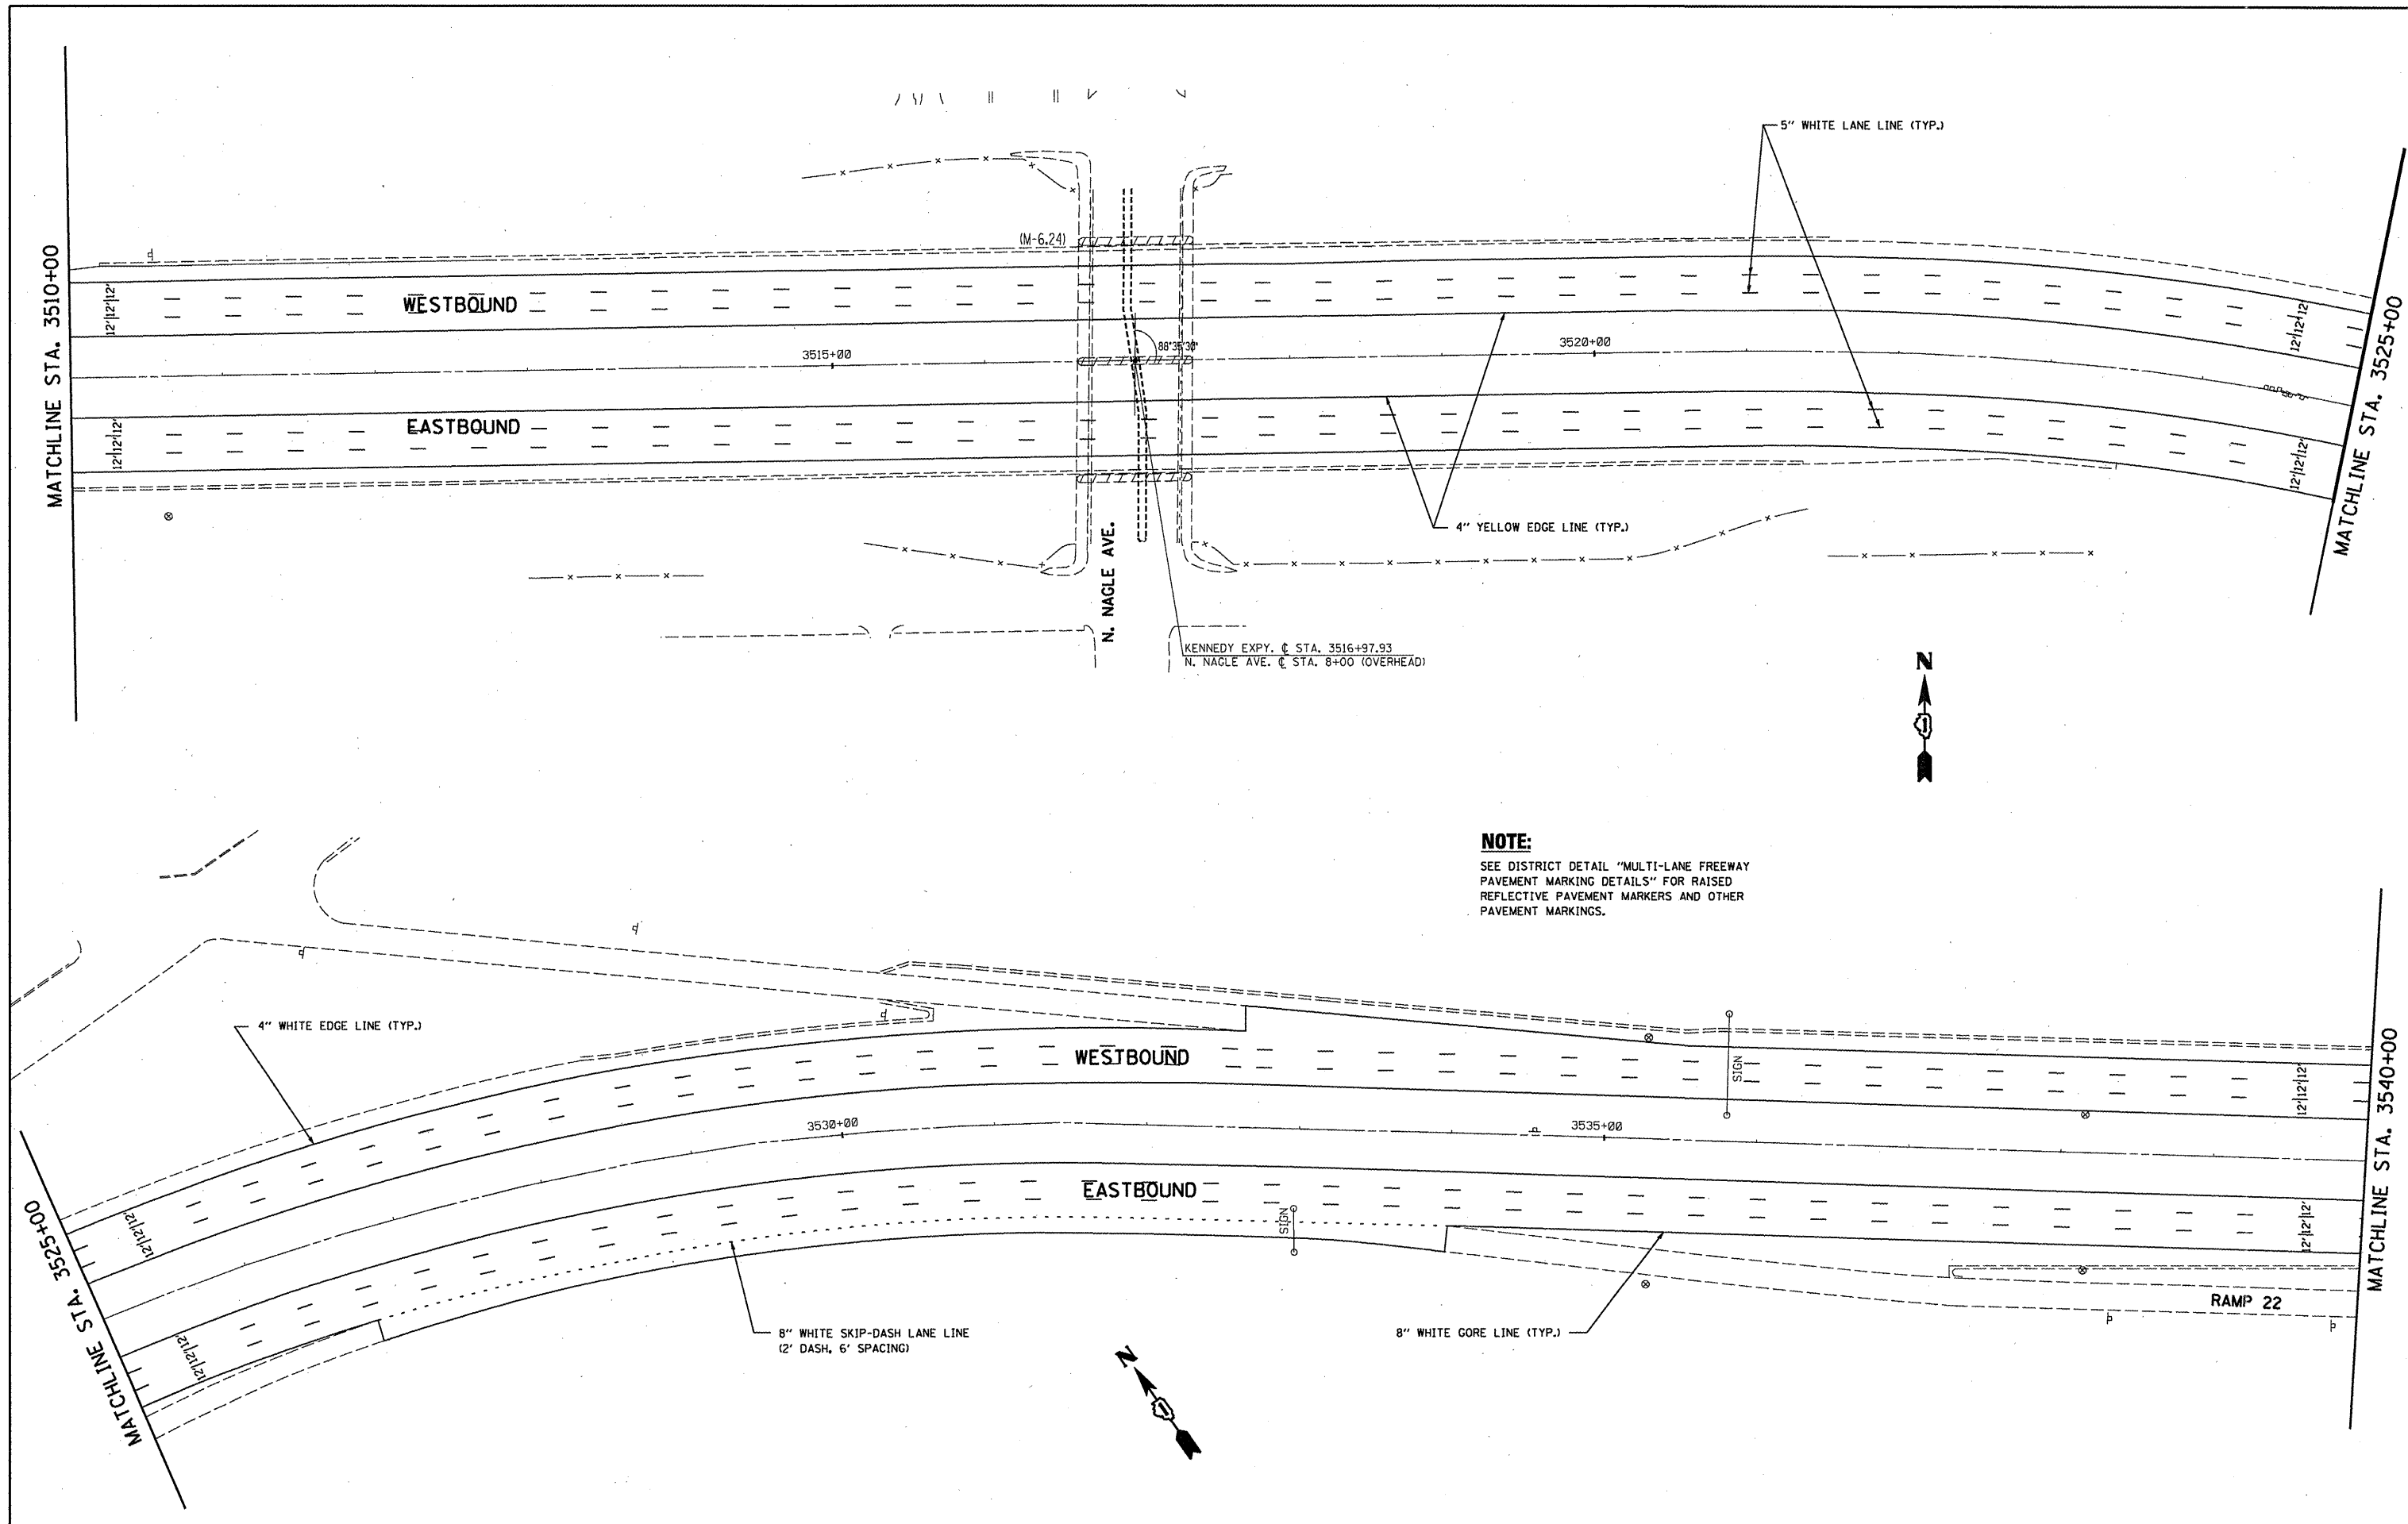 MATCHLINE STA. 3510+00
(M-6.24)
5" WHITE LANE LINE (TYP.)
12'|12'|12'
WESTBOUND
12'|12'|12'
MATCHLINE STA. 3525+00
3515+00
88°35'30"
3520+00
12'|12'|12'
EASTBOUND
12'|12'|12'
4" YELLOW EDGE LINE (TYP.)
N. NAGLE AVE.
KENNEDY EXPY. ℄ STA. 3516+97.93
N. NAGLE AVE. ℄ STA. 8+00 (OVERHEAD)
N
NOTE:
SEE DISTRICT DETAIL "MULTI-LANE FREEWAY
PAVEMENT MARKING DETAILS" FOR RAISED
REFLECTIVE PAVEMENT MARKERS AND OTHER
PAVEMENT MARKINGS.
4" WHITE EDGE LINE (TYP.)
WESTBOUND
SIGN
12'|12'|12'
MATCHLINE STA. 3540+00
3530+00
3535+00
MATCHLINE STA. 3525+00
12'|12'|12'
EASTBOUND
SIGN
12'|12'|12'
12'|12'|12'
RAMP 22
8" WHITE SKIP-DASH LANE LINE
(2' DASH, 6' SPACING)
8" WHITE GORE LINE (TYP.)
N